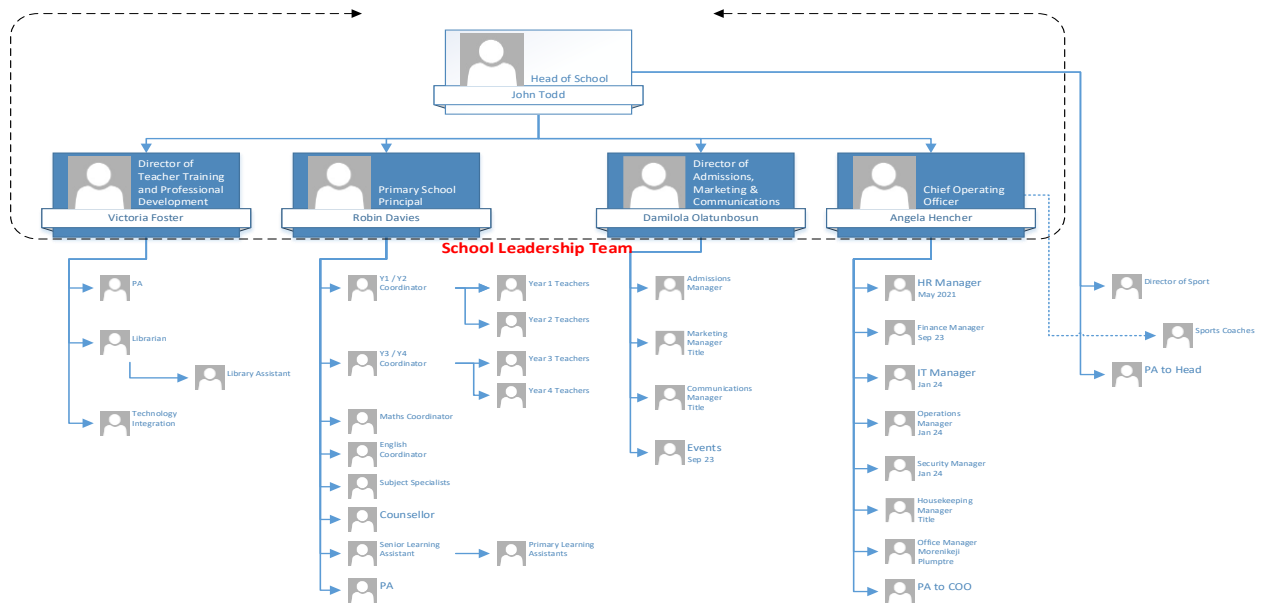 Head of School
John Todd
Director of
Teacher Training
and Professional
Development
Victoria Foster
Primary School
Principal
Robin Davies
Director of
Admissions,
Marketing &
Communications
Damilola Olatunbosun
Chief Operating
Officer
Angela Hencher
School Leadership Team
PA
Librarian
Library Assistant
Technology
Integration
Y1 / Y2
Coordinator
Year 1 Teachers
Year 2 Teachers
Y3 / Y4
Coordinator
Year 3 Teachers
Year 4 Teachers
Maths Coordinator
English
Coordinator
Subject Specialists
Counsellor
Senior Learning
Assistant
Primary Learning
Assistants
PA
Admissions
Manager
Marketing
Manager
Title
Communications
Manager
Title
Events
Sep 23
HR Manager
May 2021
Finance Manager
Sep 23
IT Manager
Jan 24
Operations
Manager
Jan 24
Security Manager
Jan 24
Housekeeping
Manager
Title
Office Manager
Morenikeji
Plumptre
PA to COO
Director of Sport
Sports Coaches
PA to Head